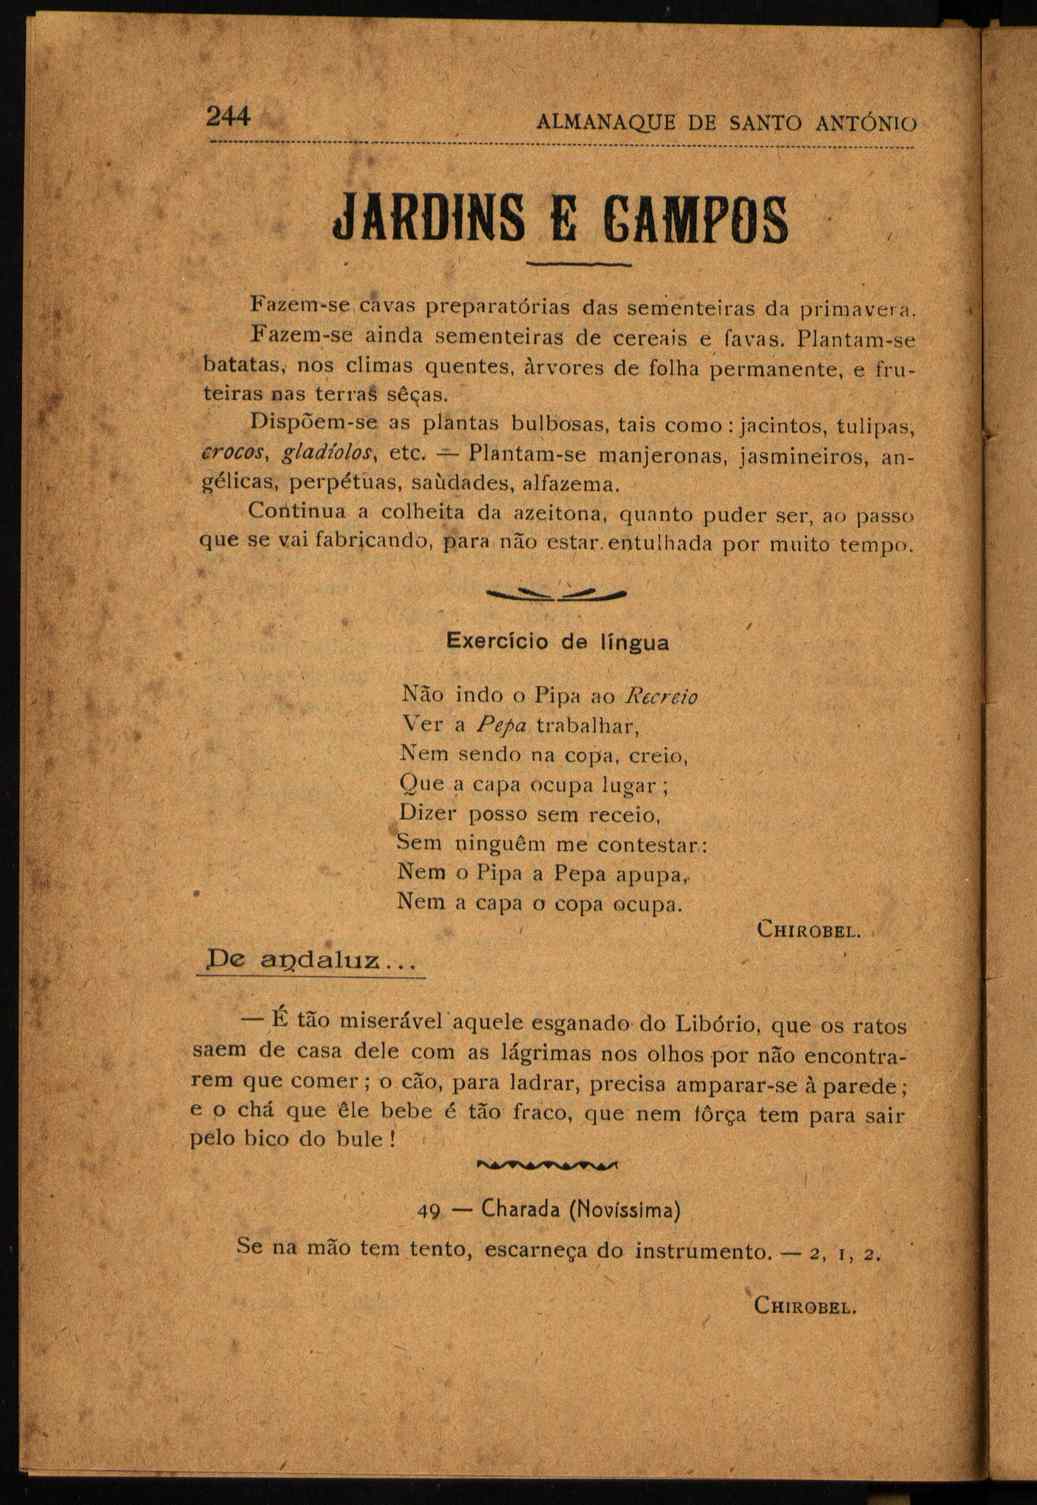 244
ALMANAQUE DE SANTO ANTÓNIO
JARDINS E CAMPOS
Fazem-se cavas preparatórias das sementeiras da primavera.
Fazem-se ainda sementeiras de cereais e favas. Plantam-se
batatas, nos climas quentes, àrvores de folha permanente, e fru-
teiras nas terras sêças.
Dispõem-se as plantas bulbosas, tais como: jacintos, tulipas,
crocos, gladíolos, etc. — Plantam-se manjeronas, jasmineiros, an-
gélicas, perpétuas, saùdades, alfazema.
Continua a colheita da azeitona, quanto puder ser, ao passo
que se vai fabricando, para não estar entulhada por muito tempo.
Exercício de língua
Não indo o Pipa ao Recreio
Ver a Pepa trabalhar,
Nem sendo na copa, creio,
Que a capa ocupa lugar;
Dizer posso sem receio,
Sem ninguêm me contestar:
Nem o Pipa a Pepa apupa,
Nem a capa o copa ocupa.
CHIROBEL.
De andaluz...
— É tão miserável aquele esganado do Libório, que os ratos
saem de casa dele com as lágrimas nos olhos por não encontra-
rem que comer; o cão, para ladrar, precisa amparar-se à parede;
e o chá que êle bebe é tão fraco, que nem fôrça tem para sair
pelo bico do bule!
49 — Charada (Novíssima)
Se na mão tem tento, escarneça do instrumento. — 2, 1, 2.
CHIROBEL.